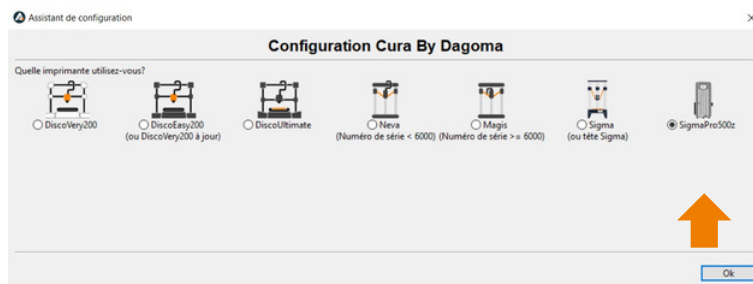 Assistant de configuration
Configuration Cura By Dagoma
Quelle imprimante utilisez-vous?
DiscoVery200
DiscoEasy200
(ou DiscoVery200 à jour)
DiscoUltimate
Neva
(Numéro de série < 6000)
Magis
(Numéro de série >= 6000)
Sigma
(ou tête Sigma)
SigmaPro500z
Ok